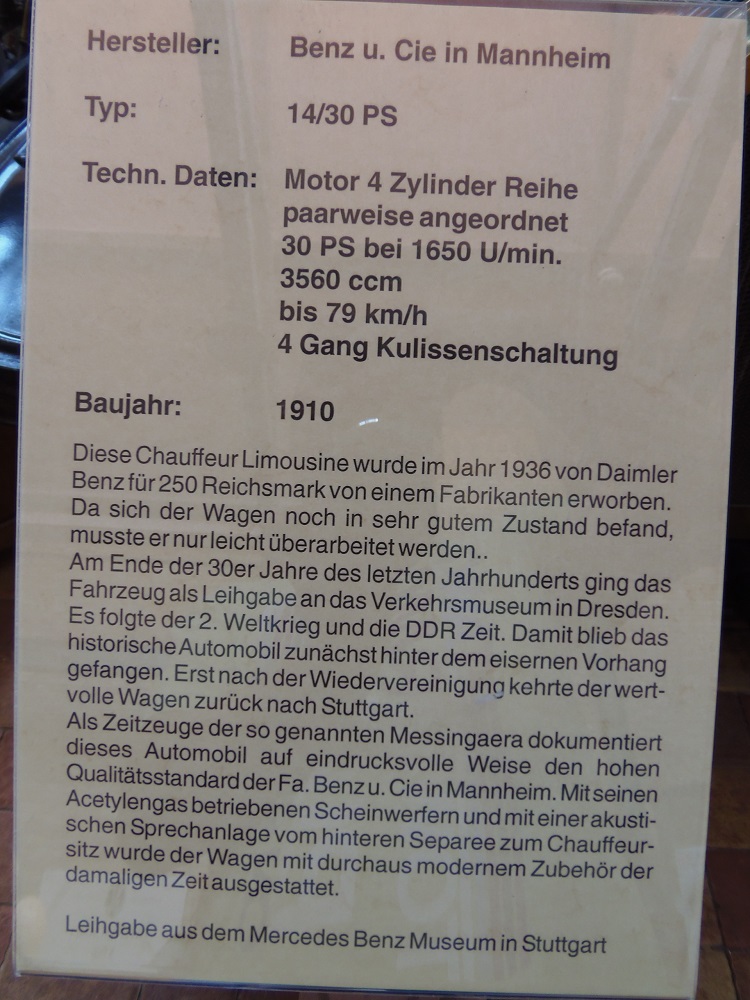 Hersteller: Benz u. Cie in Mannheim
Typ: 14/30 PS
Techn. Daten: Motor 4 Zylinder Reihe
paarweise angeordnet
30 PS bei 1650 U/min.
3560 ccm
bis 79 km/h
4 Gang Kulissenschaltung
Baujahr: 1910
Diese Chauffeur Limousine wurde im Jahr 1936 von Daimler
Benz für 250 Reichsmark von einem Fabrikanten erworben.
Da sich der Wagen noch in sehr gutem Zustand befand,
musste er nur leicht überarbeitet werden..
Am Ende der 30er Jahre des letzten Jahrhunderts ging das
Fahrzeug als Leihgabe an das Verkehrsmuseum in Dresden.
Es folgte der 2. Weltkrieg und die DDR Zeit. Damit blieb das
historische Automobil zunächst hinter dem eisernen Vorhang
gefangen. Erst nach der Wiedervereinigung kehrte der wert-
volle Wagen zurück nach Stuttgart.
Als Zeitzeuge der so genannten Messingaera dokumentiert
dieses Automobil auf eindrucksvolle Weise den hohen
Qualitätsstandard der Fa. Benz u. Cie in Mannheim. Mit seinen
Acetylengas betriebenen Scheinwerfern und mit einer akusti-
schen Sprechanlage vom hinteren Separee zum Chauffeur-
sitz wurde der Wagen mit durchaus modernem Zubehör der
damaligen Zeit ausgestattet.
Leihgabe aus dem Mercedes Benz Museum in Stuttgart